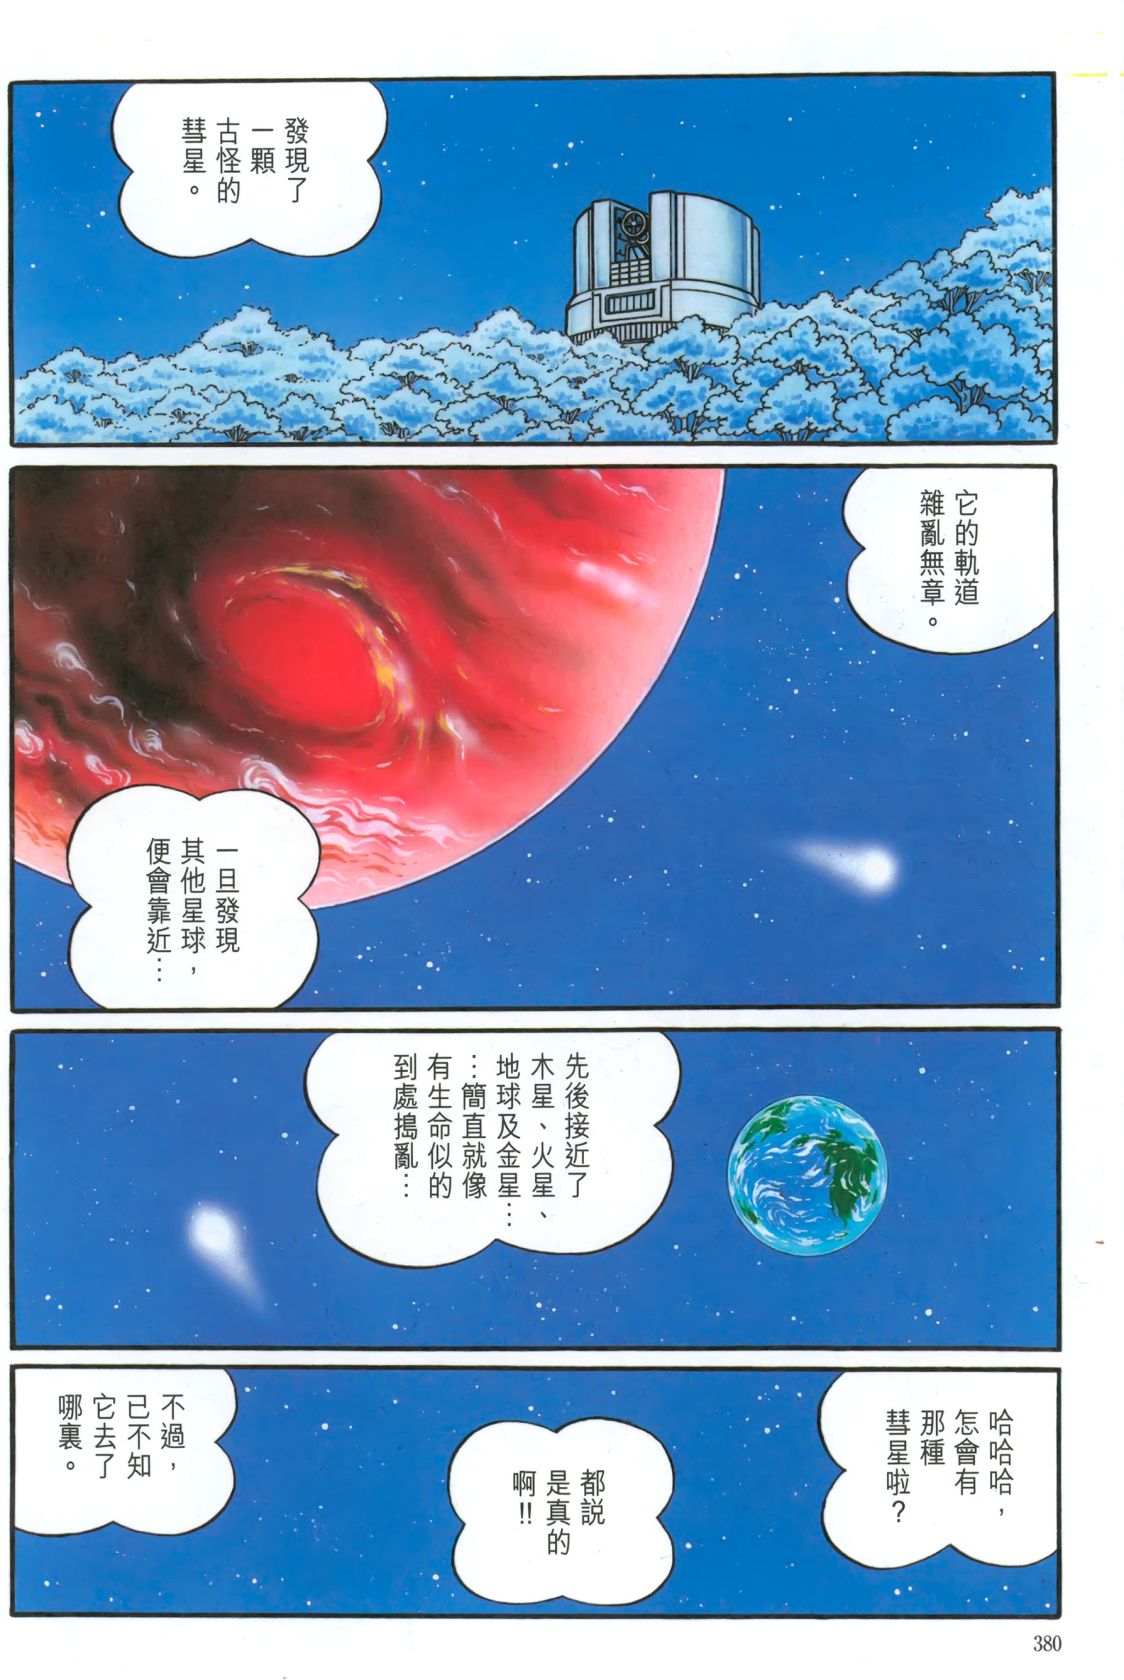 發現了
一顆
古怪的
彗星。
它的軌道
雜亂無章。
一旦發現
其他星球，
便會靠近…
先後接近了
木星、火星、
地球及金星…
…簡直就像
有生命似的
到處搗亂…
哈哈哈，
怎會有
那種
彗星啦？
都説
是真的
啊!!
不過，
已不知
它去了
哪裏。
380